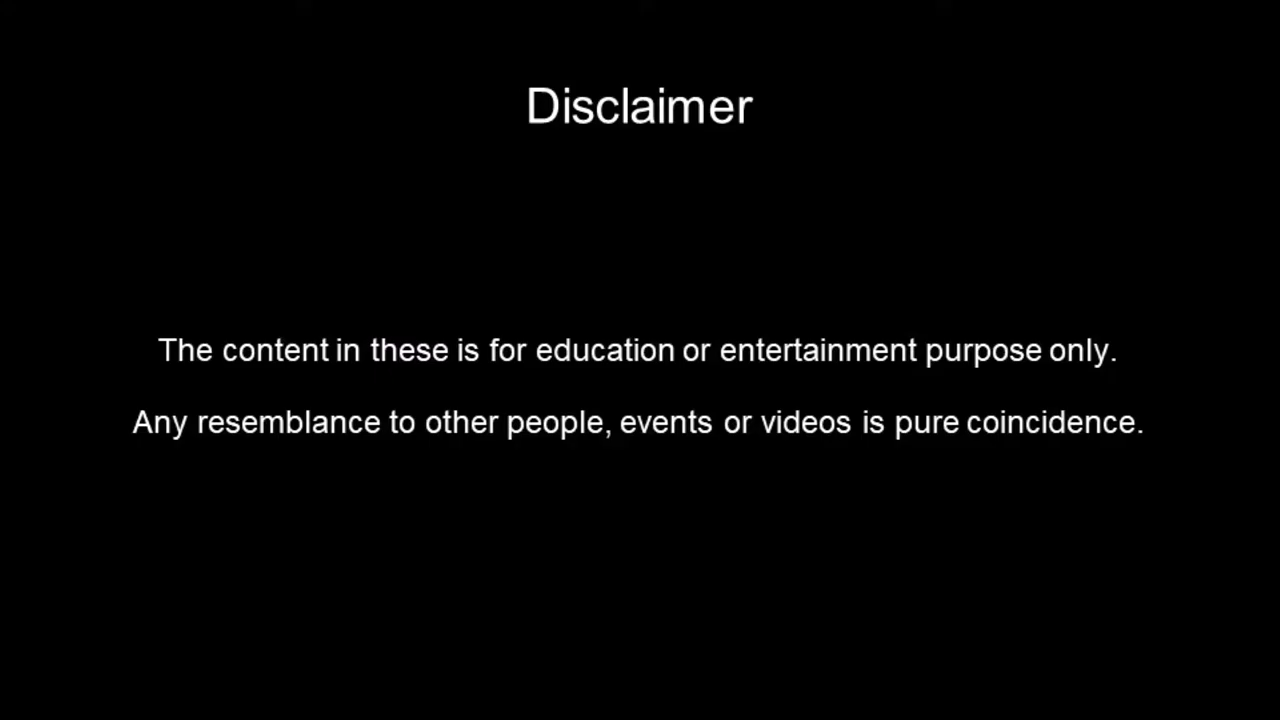 Disclaimer
The content in these is for education or entertainment purpose only.
Any resemblance to other people, events or videos is pure coincidence.